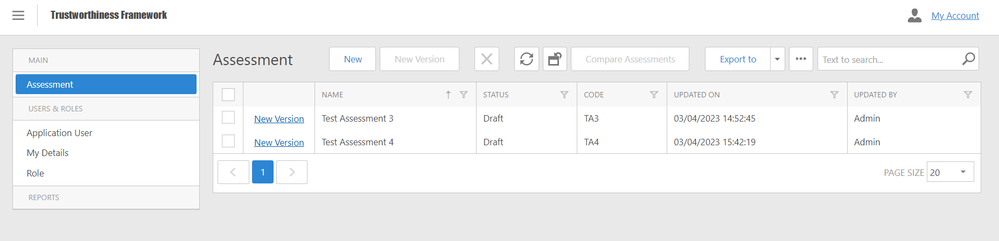 Trustworthiness Framework
My Account
MAIN
Assessment
USERS & ROLES
Application User
My Details
Role
REPORTS
Assessment
New
New Version
Compare Assessments
Export to
Text to search...
NAME STATUS CODE UPDATED ON UPDATED BY
New Version Test Assessment 3 Draft TA3 03/04/2023 14:52:45 Admin
New Version Test Assessment 4 Draft TA4 03/04/2023 15:42:19 Admin
1
PAGE SIZE 20